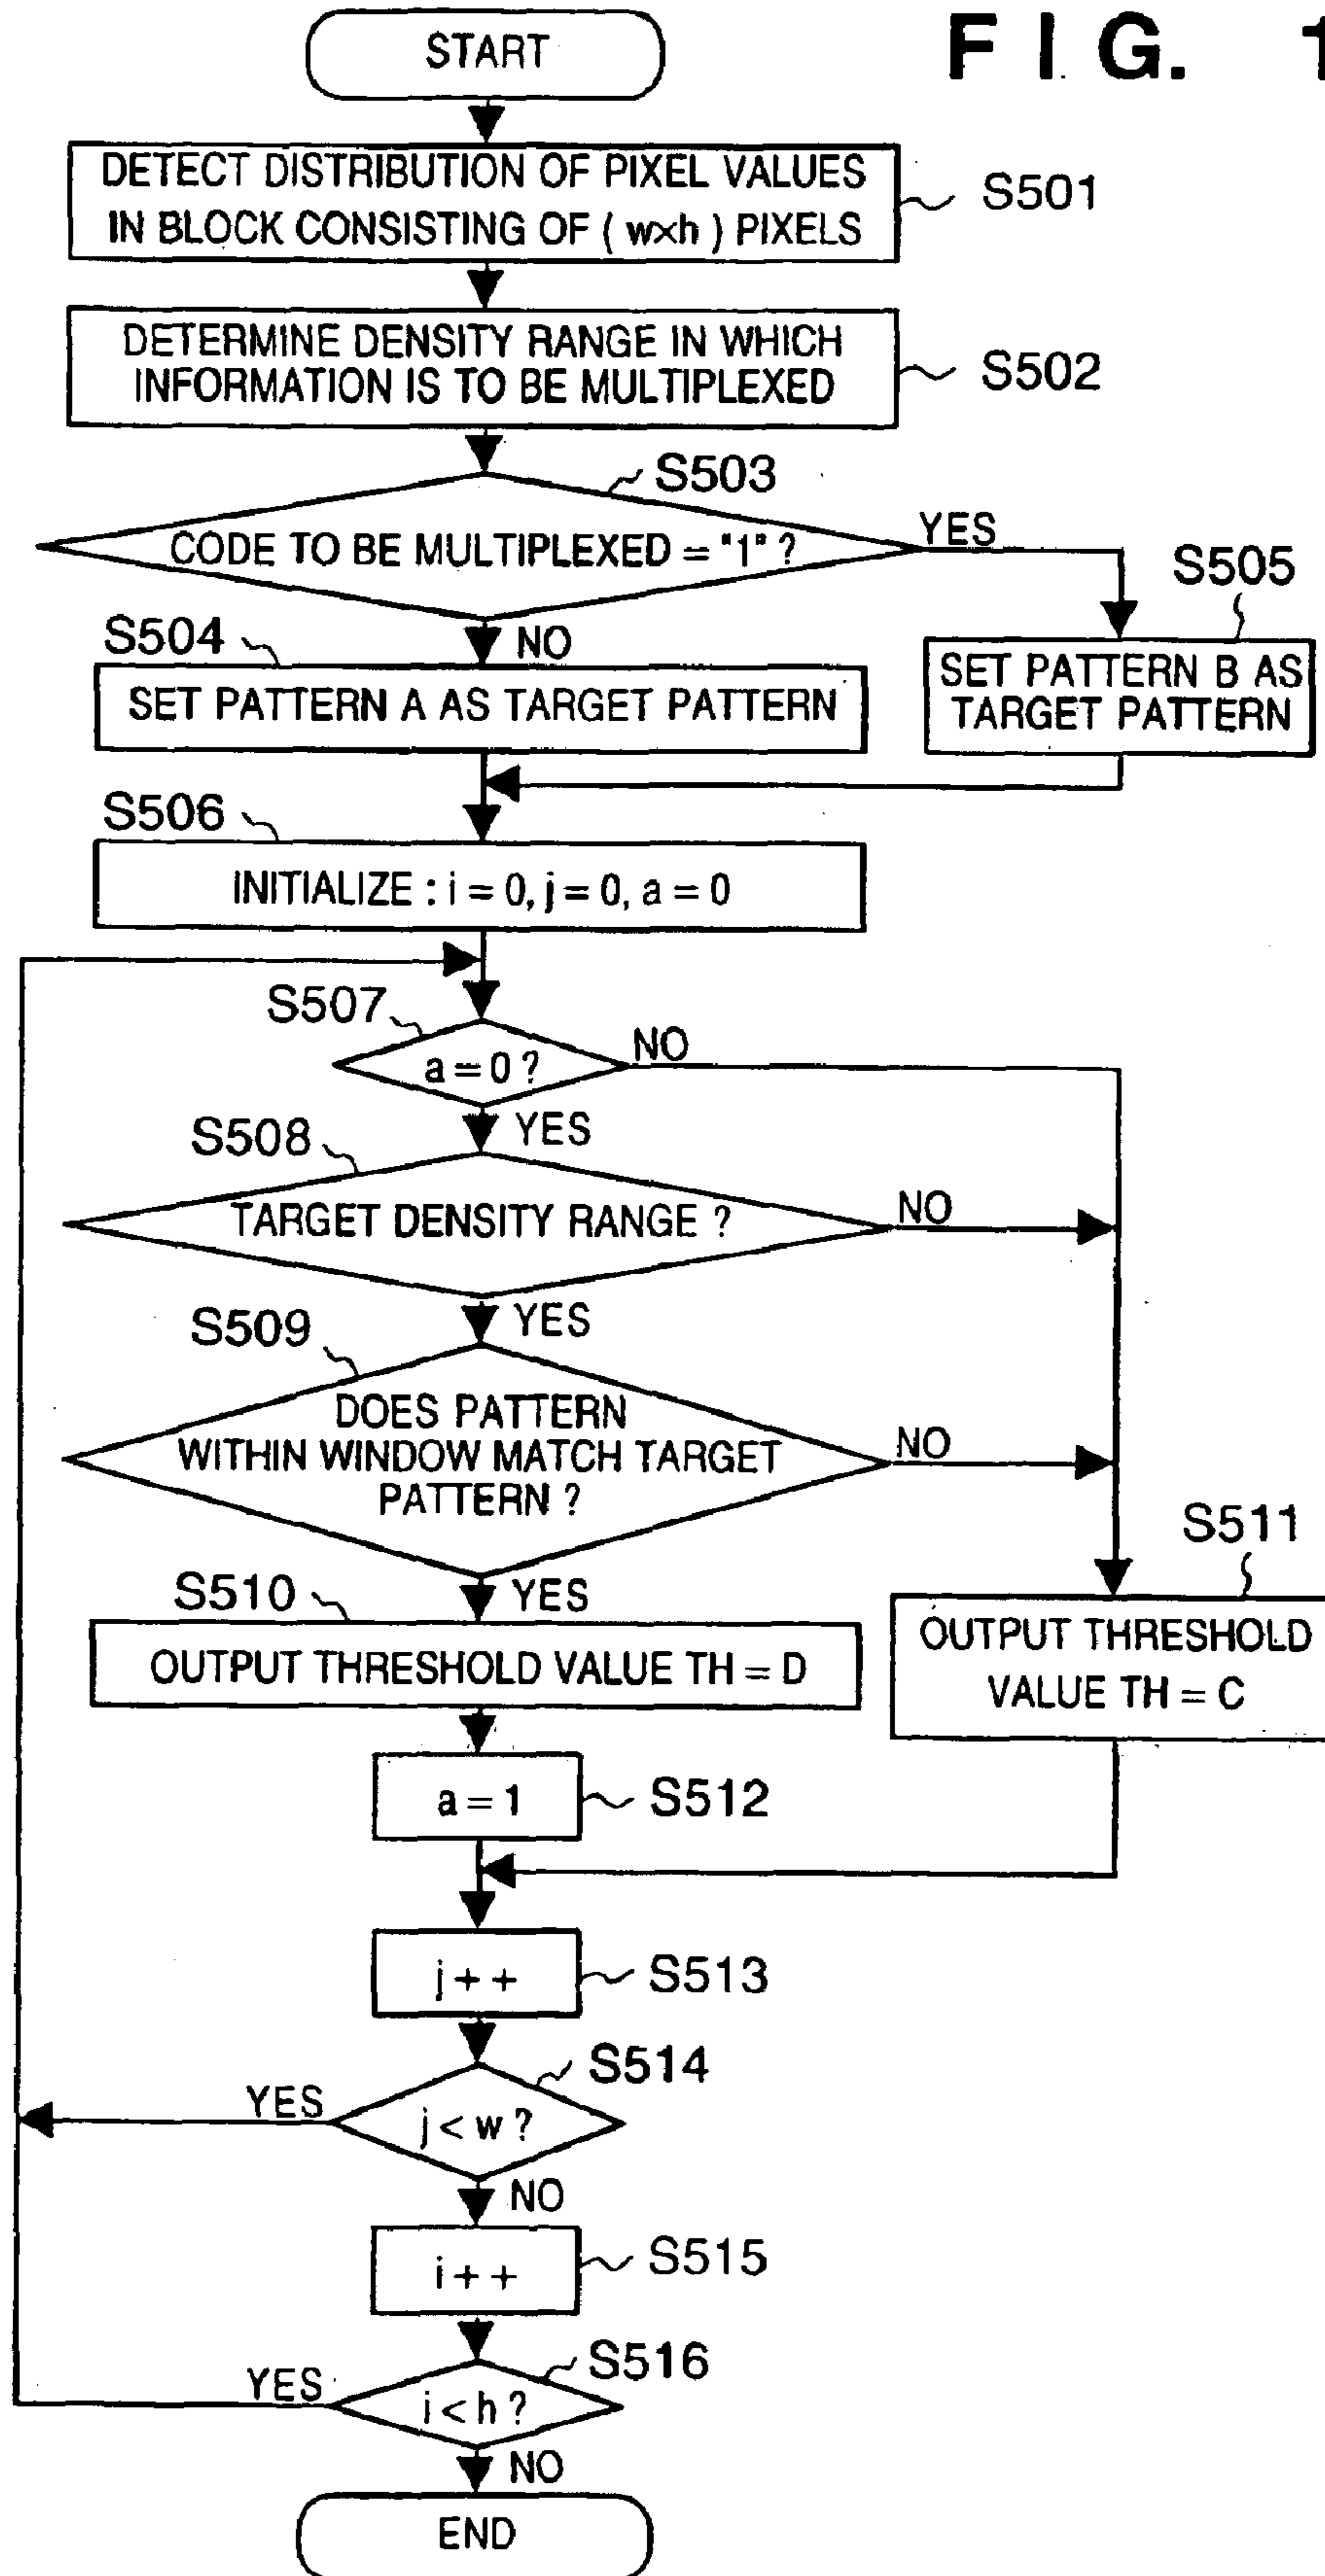 FIG. 1
START
DETECT DISTRIBUTION OF PIXEL VALUES
IN BLOCK CONSISTING OF ( w×h ) PIXELS
S501
DETERMINE DENSITY RANGE IN WHICH
INFORMATION IS TO BE MULTIPLEXED
S502
S503
CODE TO BE MULTIPLEXED = "1" ?
YES
S505
SET PATTERN B AS
TARGET PATTERN
NO
S504
SET PATTERN A AS TARGET PATTERN
S506
INITIALIZE : i = 0, j = 0, a = 0
S507
a = 0 ?
NO
YES
S508
TARGET DENSITY RANGE ?
NO
YES
S509
DOES PATTERN
WITHIN WINDOW MATCH TARGET
PATTERN ?
NO
YES
S510
OUTPUT THRESHOLD VALUE TH = D
S511
OUTPUT THRESHOLD
VALUE TH = C
a = 1
S512
j + +
S513
S514
j < w ?
YES
NO
i + +
S515
S516
i < h ?
YES
NO
END